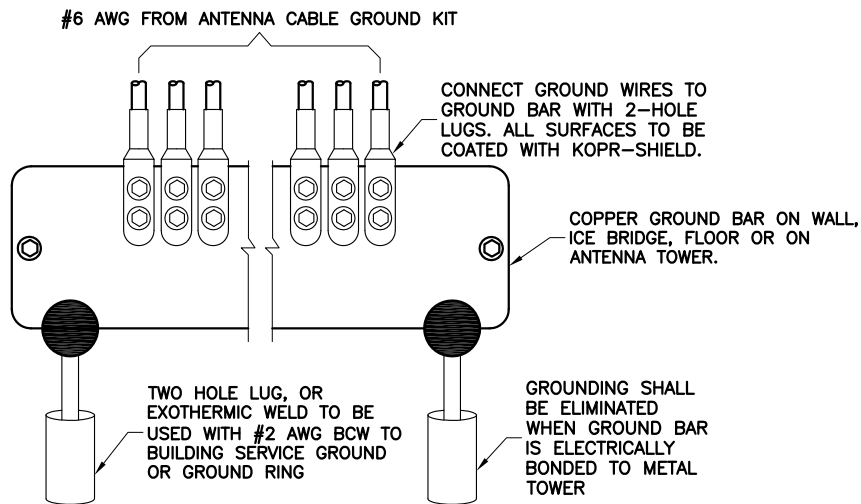 #6 AWG FROM ANTENNA CABLE GROUND KIT
CONNECT GROUND WIRES TO
GROUND BAR WITH 2-HOLE
LUGS. ALL SURFACES TO BE
COATED WITH KOPR-SHIELD.
COPPER GROUND BAR ON WALL,
ICE BRIDGE, FLOOR OR ON
ANTENNA TOWER.
TWO HOLE LUG, OR
EXOTHERMIC WELD TO BE
USED WITH #2 AWG BCW TO
BUILDING SERVICE GROUND
OR GROUND RING
GROUNDING SHALL
BE ELIMINATED
WHEN GROUND BAR
IS ELECTRICALLY
BONDED TO METAL
TOWER